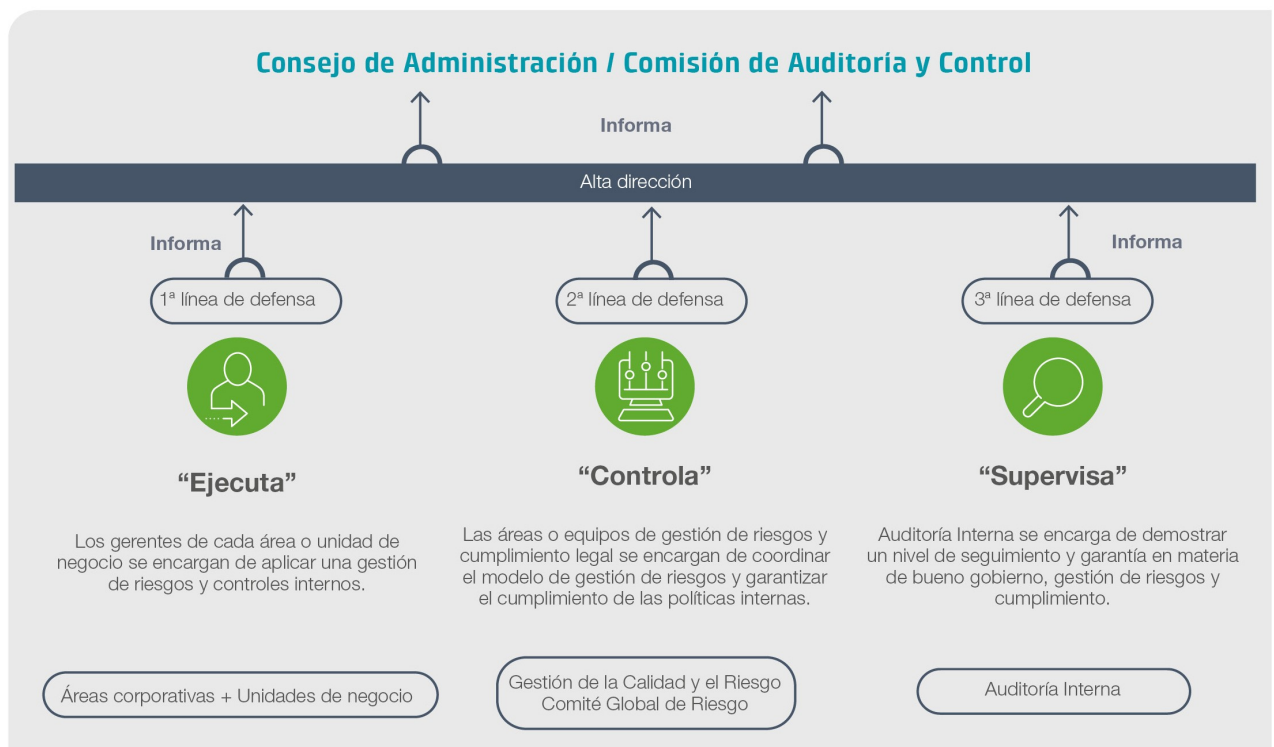 Consejo de Administración / Comisión de Auditoría y Control
Informa
Alta dirección
Informa
Informa
1ª línea de defensa
2ª línea de defensa
3ª línea de defensa
“Ejecuta”
“Controla”
“Supervisa”
Los gerentes de cada área o unidad de
negocio se encargan de aplicar una gestión
de riesgos y controles internos.
Las áreas o equipos de gestión de riesgos y
cumplimiento legal se encargan de coordinar
el modelo de gestión de riesgos y garantizar
el cumplimiento de las políticas internas.
Auditoría Interna se encarga de demostrar
un nivel de seguimiento y garantía en materia
de bueno gobierno, gestión de riesgos y
cumplimiento.
Áreas corporativas + Unidades de negocio
Gestión de la Calidad y el Riesgo
Comité Global de Riesgo
Auditoría Interna